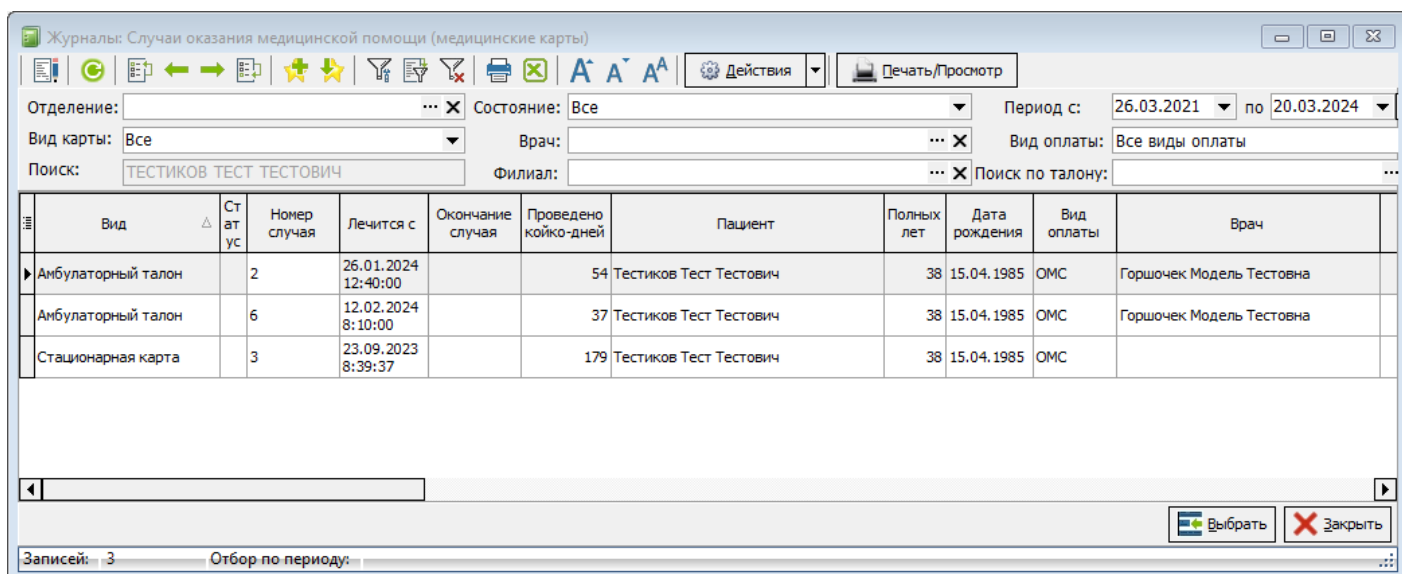 Журналы: Случаи оказания медицинской помощи (медицинские карты)
Действия Печать/Просмотр
Отделение: Состояние: Все Период с: 26.03.2021 по 20.03.2024
Вид карты: Все Врач: Вид оплаты: Все виды оплаты
Поиск: ТЕСТИКОВ ТЕСТ ТЕСТОВИЧ Филиал: Поиск по талону:
Вид Статус Номер случая Лечится с Окончание случая Проведено койко-дней Пациент Полных лет Дата рождения Вид оплаты Врач
Амбулаторный талон 2 26.01.2024 12:40:00 54 Тестиков Тест Тестович 38 15.04.1985 ОМС Горшочек Модель Тестовна
Амбулаторный талон 6 12.02.2024 8:10:00 37 Тестиков Тест Тестович 38 15.04.1985 ОМС Горшочек Модель Тестовна
Стационарная карта 3 23.09.2023 8:39:37 179 Тестиков Тест Тестович 38 15.04.1985 ОМС
Выбрать Закрыть
Записей: 3 Отбор по периоду: